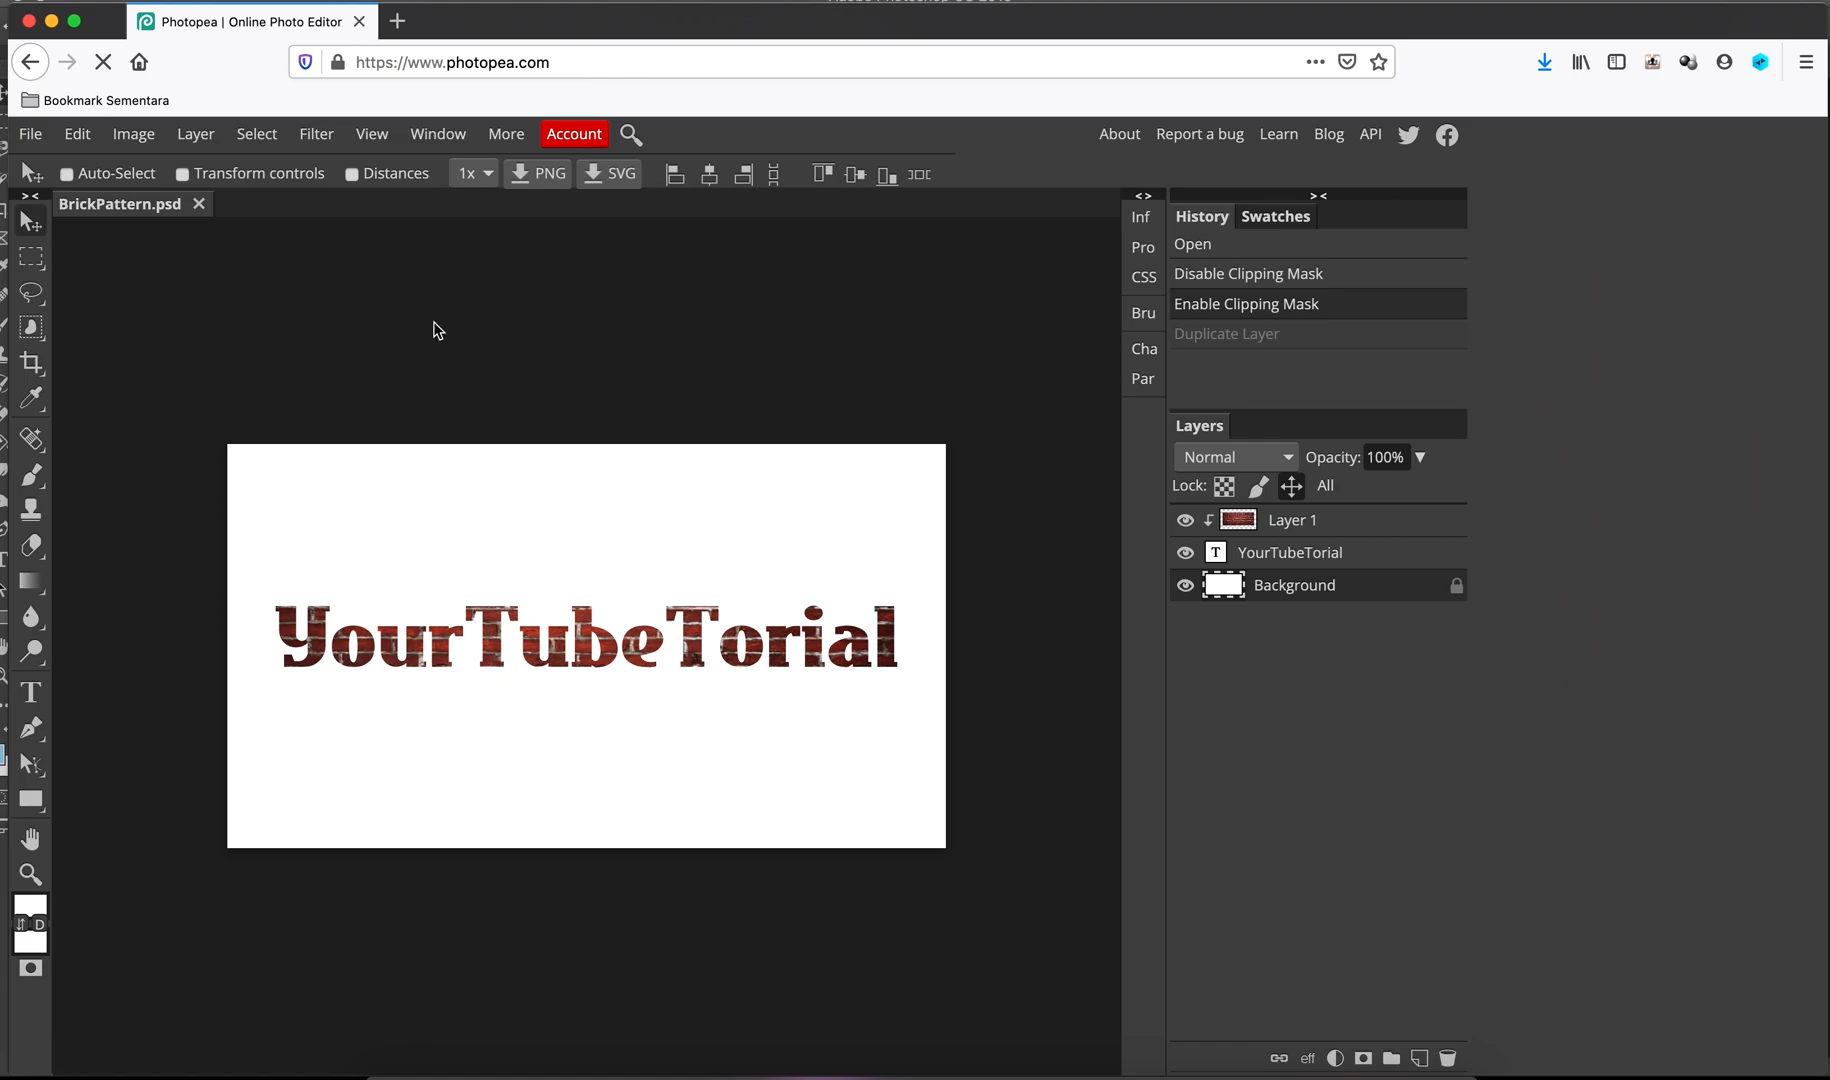 Photopea | Online Photo Editor
https://www.photopea.com
Bookmark Sementara
File Edit Image Layer Select Filter View Window More Account
About Report a bug Learn Blog API
Auto-Select Transform controls Distances 1x PNG SVG
BrickPattern.psd
Inf
Pro
CSS
Bru
Cha
Par
History Swatches
Open
Disable Clipping Mask
Enable Clipping Mask
Duplicate Layer
Layers
Normal Opacity: 100%
Lock: All
Layer 1
T YourTubeTorial
Background
YourTubeTorial
T
D
eff